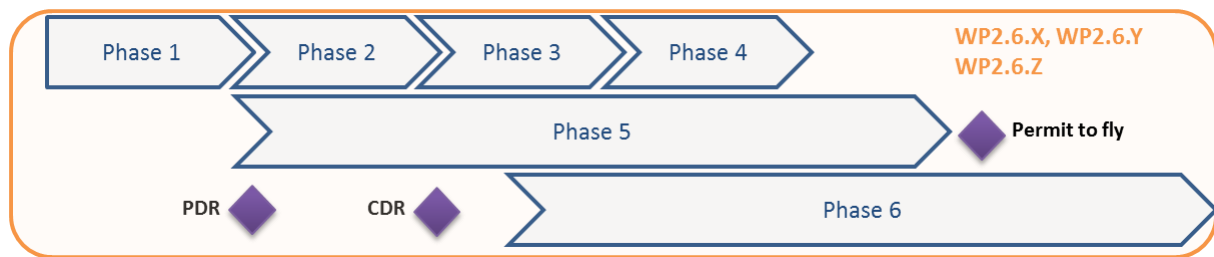 Phase 1
Phase 2
Phase 3
Phase 4
WP2.6.X, WP2.6.Y
WP2.6.Z
Phase 5
Permit to fly
PDR
CDR
Phase 6